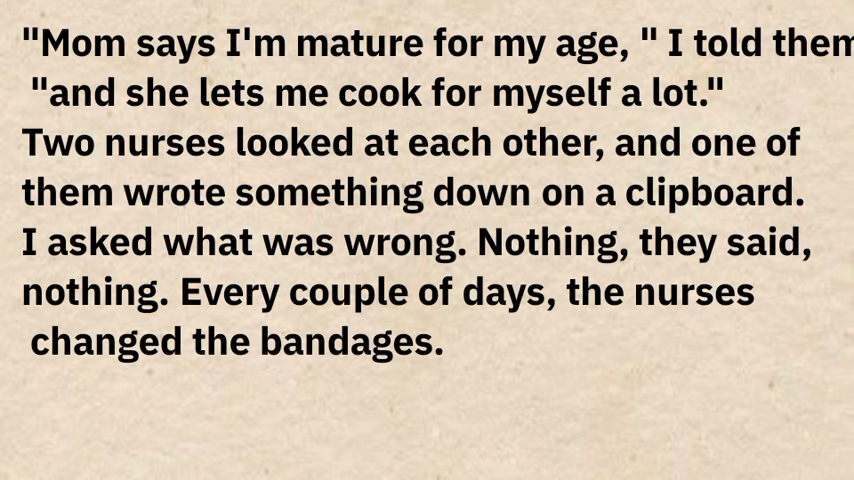 "Mom says I'm mature for my age, " I told them
"and she lets me cook for myself a lot."
Two nurses looked at each other, and one of
them wrote something down on a clipboard.
I asked what was wrong. Nothing, they said,
nothing. Every couple of days, the nurses
changed the bandages.